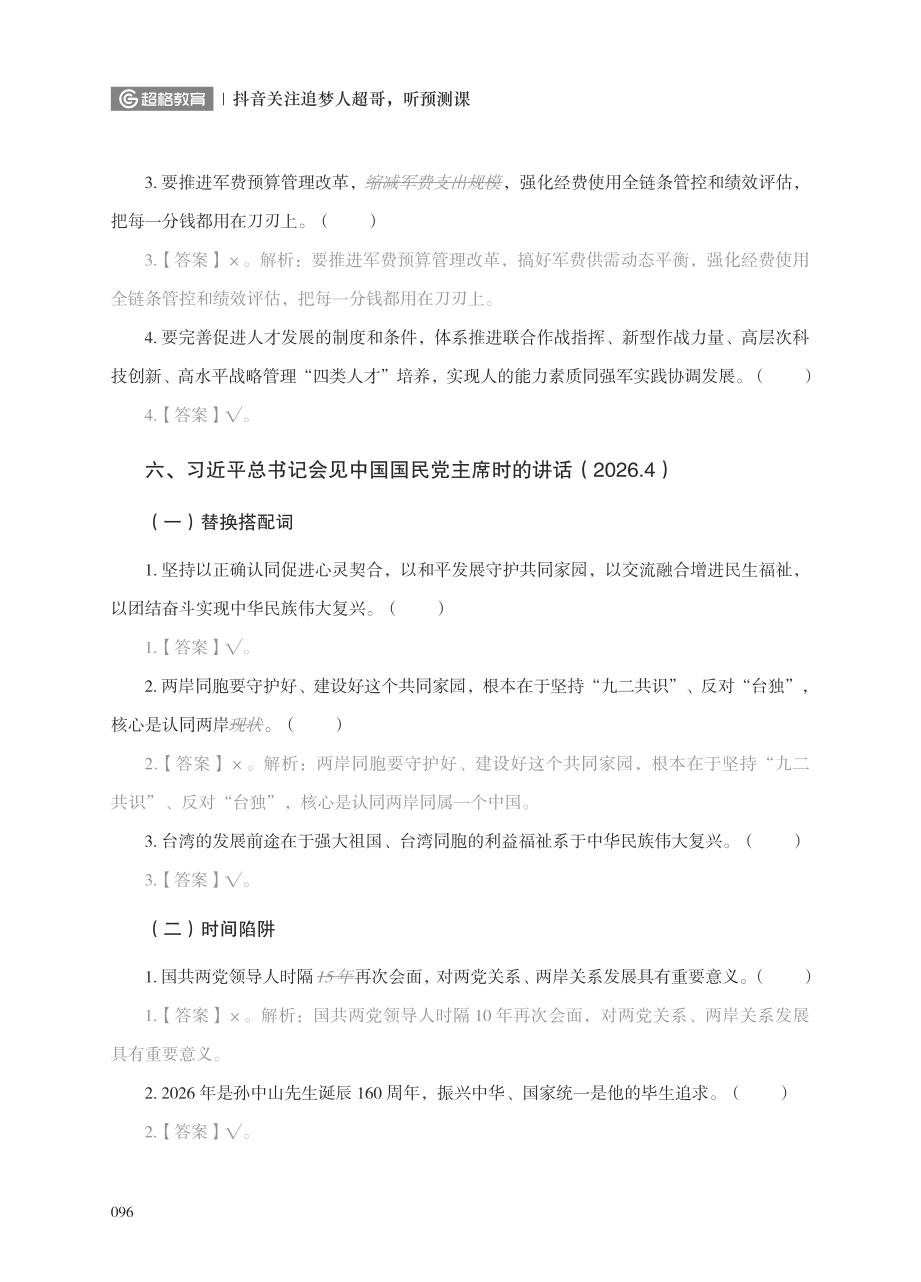 超格教育 | 抖音关注追梦人超哥，听预测课
3. 要推进军费预算管理改革，缩减军费支出规模，强化经费使用全链条管控和绩效评估，
把每一分钱都用在刀刃上。（　　）
3.【答案】×。解析：要推进军费预算管理改革，搞好军费供需动态平衡，强化经费使用
全链条管控和绩效评估，把每一分钱都用在刀刃上。
4. 要完善促进人才发展的制度和条件，体系推进联合作战指挥、新型作战力量、高层次科
技创新、高水平战略管理“四类人才”培养，实现人的能力素质同强军实践协调发展。（　　）
4.【答案】√。
六、习近平总书记会见中国国民党主席时的讲话（2026.4）
（一）替换搭配词
1. 坚持以正确认同促进心灵契合，以和平发展守护共同家园，以交流融合增进民生福祉，
以团结奋斗实现中华民族伟大复兴。（　　）
1.【答案】√。
2. 两岸同胞要守护好、建设好这个共同家园，根本在于坚持“九二共识”、反对“台独”，
核心是认同两岸现状。（　　）
2.【答案】×。解析：两岸同胞要守护好、建设好这个共同家园，根本在于坚持“九二
共识”、反对“台独”，核心是认同两岸同属一个中国。
3. 台湾的发展前途在于强大祖国、台湾同胞的利益福祉系于中华民族伟大复兴。（　　）
3.【答案】√。
（二）时间陷阱
1. 国共两党领导人时隔15年再次会面，对两党关系、两岸关系发展具有重要意义。（　　）
1.【答案】×。解析：国共两党领导人时隔 10 年再次会面，对两党关系、两岸关系发展
具有重要意义。
2. 2026 年是孙中山先生诞辰 160 周年，振兴中华、国家统一是他的毕生追求。（　　）
2.【答案】√。
096